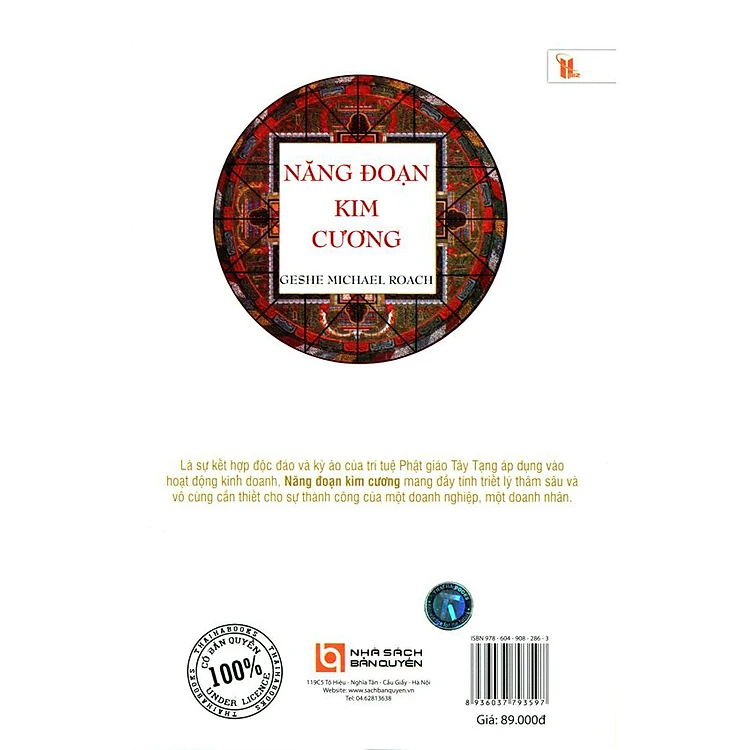 NĂNG ĐOẠN
KIM
CƯƠNG
GESHE MICHAEL ROACH
Là sự kết hợp độc đáo và kỳ ảo của trí tuệ Phật giáo Tây Tạng áp dụng vào
hoạt động kinh doanh, Năng đoạn kim cương mang đầy tính triết lý thâm sâu và
vô cùng cần thiết cho sự thành công của một doanh nghiệp, một doanh nhân.
THAIHABOOKS
CÓ BẢN QUYỀN
100%
UNDER LICENCE
THAIHABOOKS
THAIHABOOKS
NHÀ SÁCH
BẢN QUYỀN
119C5 Tô Hiệu - Nghĩa Tân - Cầu Giấy - Hà Nội
Website: www.sachbanquyen.vn
Tel: 04.62813638
ISBN 978 - 604 - 908 - 286 - 3
8 936037 793597
Giá: 89.000đ